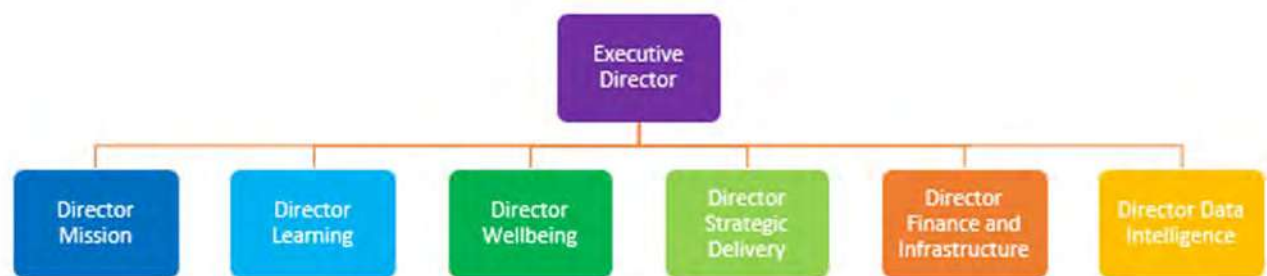 Executive
Director
Director
Mission
Director
Learning
Director
Wellbeing
Director
Strategic
Delivery
Director
Finance and
Infrastructure
Director Data
Intelligence